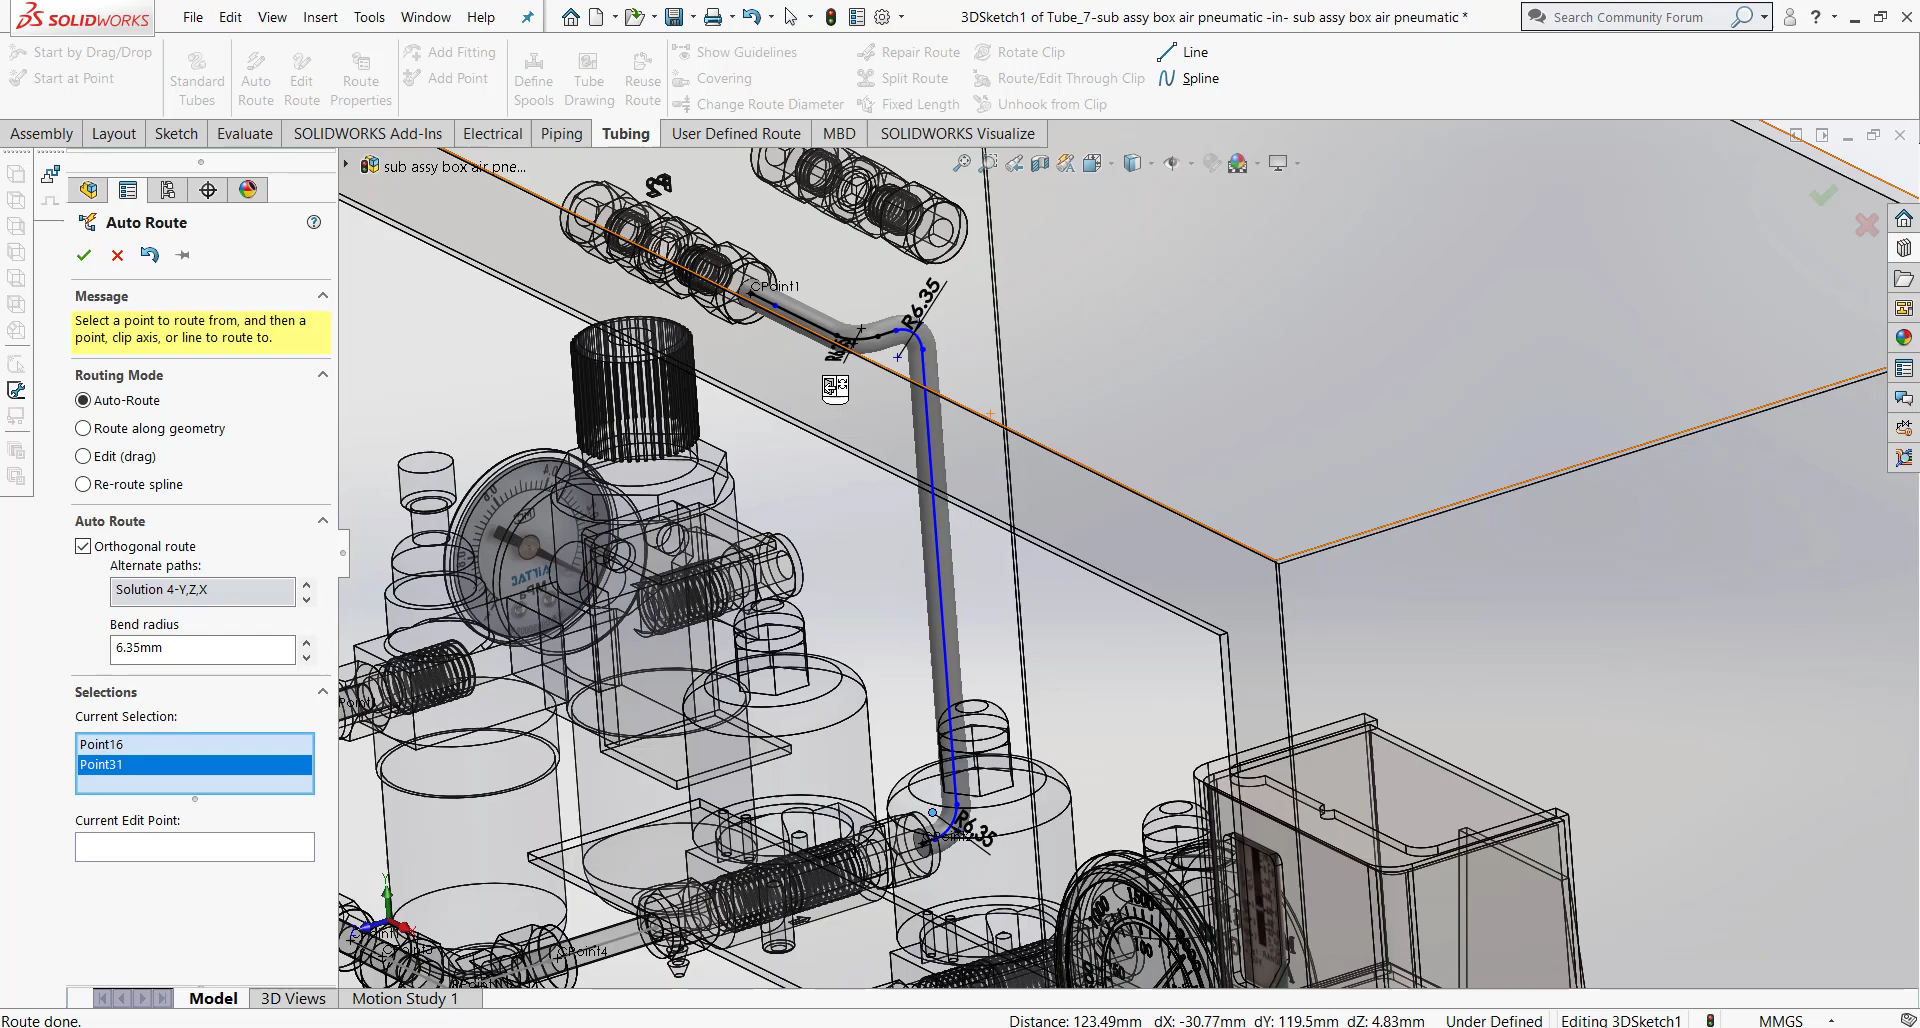 SOLIDWORKS File Edit View Insert Tools Window Help
3DSketch1 of Tube_7-sub assy box air pneumatic -in- sub assy box air pneumatic *
Search Community Forum
Start by Drag/Drop
Start at Point
Standard Tubes
Auto Route
Edit Route
Route Properties
Add Fitting
Add Point
Define Spools
Tube Drawing
Reuse Route
Show Guidelines
Covering
Change Route Diameter
Repair Route
Split Route
Fixed Length
Rotate Clip
Route/Edit Through Clip
Unhook from Clip
Line
Spline
Assembly Layout Sketch Evaluate SOLIDWORKS Add-Ins Electrical Piping Tubing User Defined Route MBD SOLIDWORKS Visualize
sub assy box air pne...
Auto Route
Message
Select a point to route from, and then a
point, clip axis, or line to route to.
Routing Mode
Auto-Route
Route along geometry
Edit (drag)
Re-route spline
Auto Route
Orthogonal route
Alternate paths:
Solution 4-Y,Z,X
Bend radius
6.35mm
Selections
Current Selection:
Point16
Point31
Current Edit Point:
CPoint1
R6.35
R6.35
CPoint4
Model 3D Views Motion Study 1
Route done.
Distance: 123.49mm dX: -30.77mm dY: 119.5mm dZ: 4.83mm Under Defined Editing 3DSketch1 MMGS